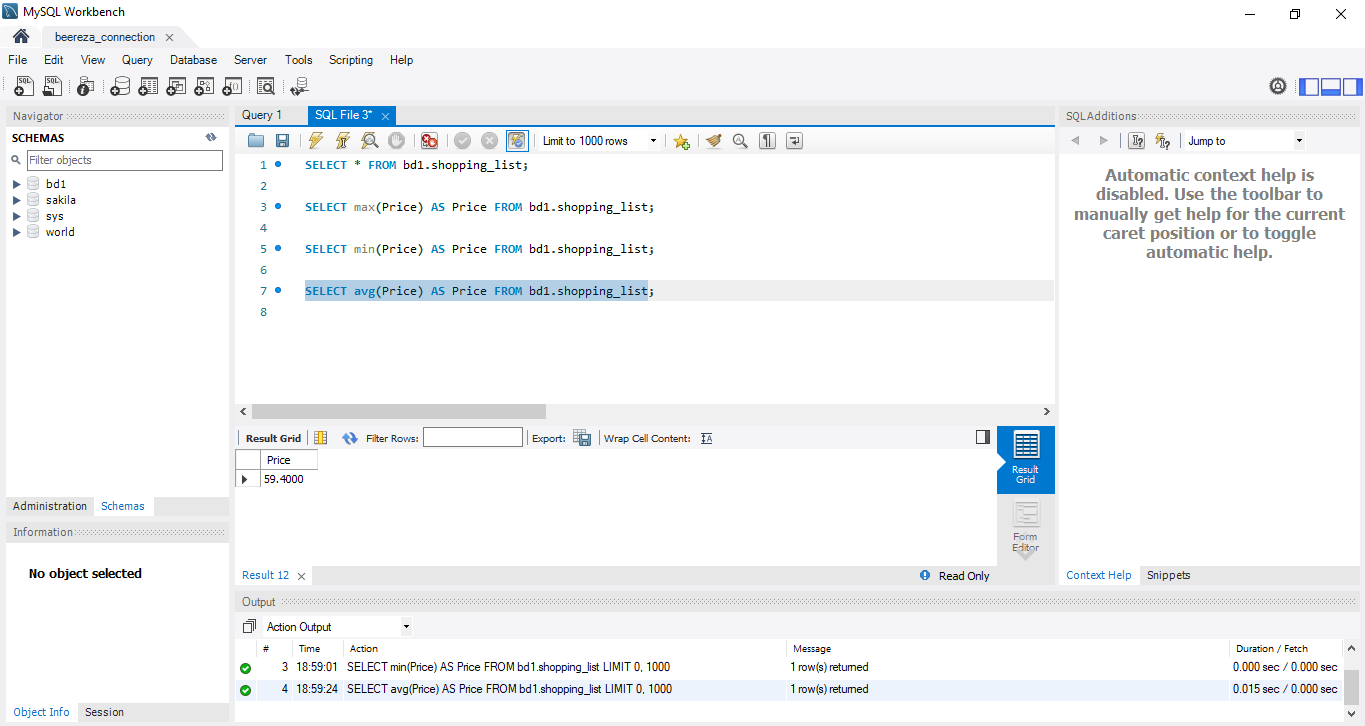 MySQL Workbench
beereza_connection
File Edit View Query Database Server Tools Scripting Help
Navigator
SCHEMAS
Filter objects
bd1
sakila
sys
world
Administration Schemas
Information
No object selected
Object Info Session
Query 1 SQL File 3*
Limit to 1000 rows
1 SELECT * FROM bd1.shopping_list;
2
3 SELECT max(Price) AS Price FROM bd1.shopping_list;
4
5 SELECT min(Price) AS Price FROM bd1.shopping_list;
6
7 SELECT avg(Price) AS Price FROM bd1.shopping_list;
8
Result Grid Filter Rows: Export: Wrap Cell Content:
Price
59.4000
Result
Grid
Form
Editor
Result 12 Read Only
SQLAdditions
Jump to
Automatic context help is
disabled. Use the toolbar to
manually get help for the current
caret position or to toggle
automatic help.
Context Help Snippets
Output
Action Output
# Time Action Message Duration / Fetch
3 18:59:01 SELECT min(Price) AS Price FROM bd1.shopping_list LIMIT 0, 1000 1 row(s) returned 0.000 sec / 0.000 sec
4 18:59:24 SELECT avg(Price) AS Price FROM bd1.shopping_list LIMIT 0, 1000 1 row(s) returned 0.015 sec / 0.000 sec